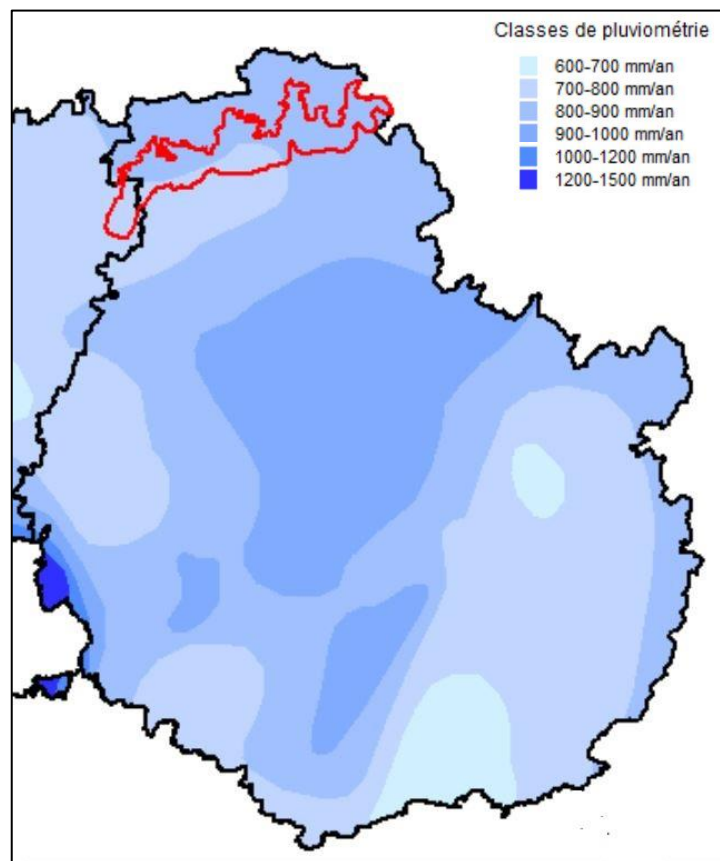 Classes de pluviométrie
600-700 mm/an
700-800 mm/an
800-900 mm/an
900-1000 mm/an
1000-1200 mm/an
1200-1500 mm/an